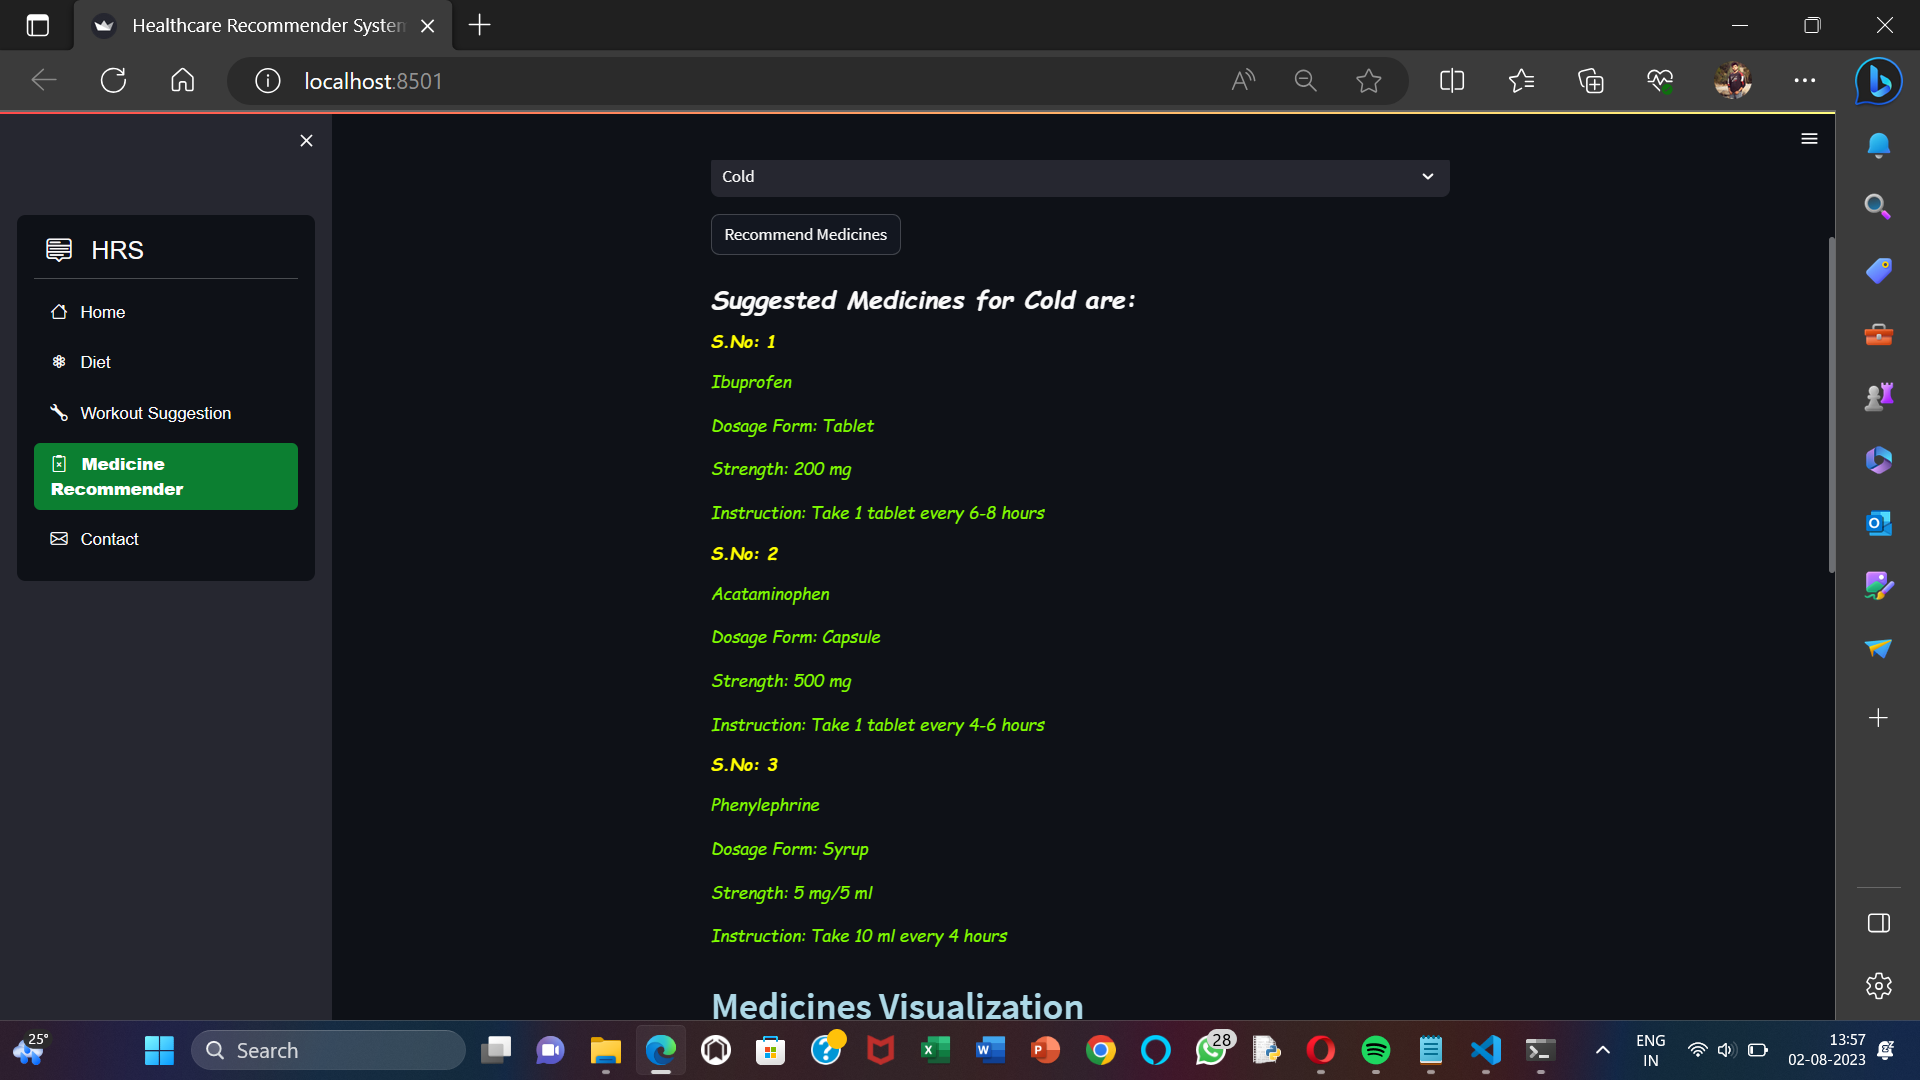 Healthcare Recommender System
localhost:8501
HRS
Home
Diet
Workout Suggestion
Medicine
Recommender
Contact
Cold
Recommend Medicines
Suggested Medicines for Cold are:
S.No: 1
Ibuprofen
Dosage Form: Tablet
Strength: 200 mg
Instruction: Take 1 tablet every 6-8 hours
S.No: 2
Acataminophen
Dosage Form: Capsule
Strength: 500 mg
Instruction: Take 1 tablet every 4-6 hours
S.No: 3
Phenylephrine
Dosage Form: Syrup
Strength: 5 mg/5 ml
Instruction: Take 10 ml every 4 hours
Medicines Visualization
25°
Search
28
ENG
IN
13:57
02-08-2023